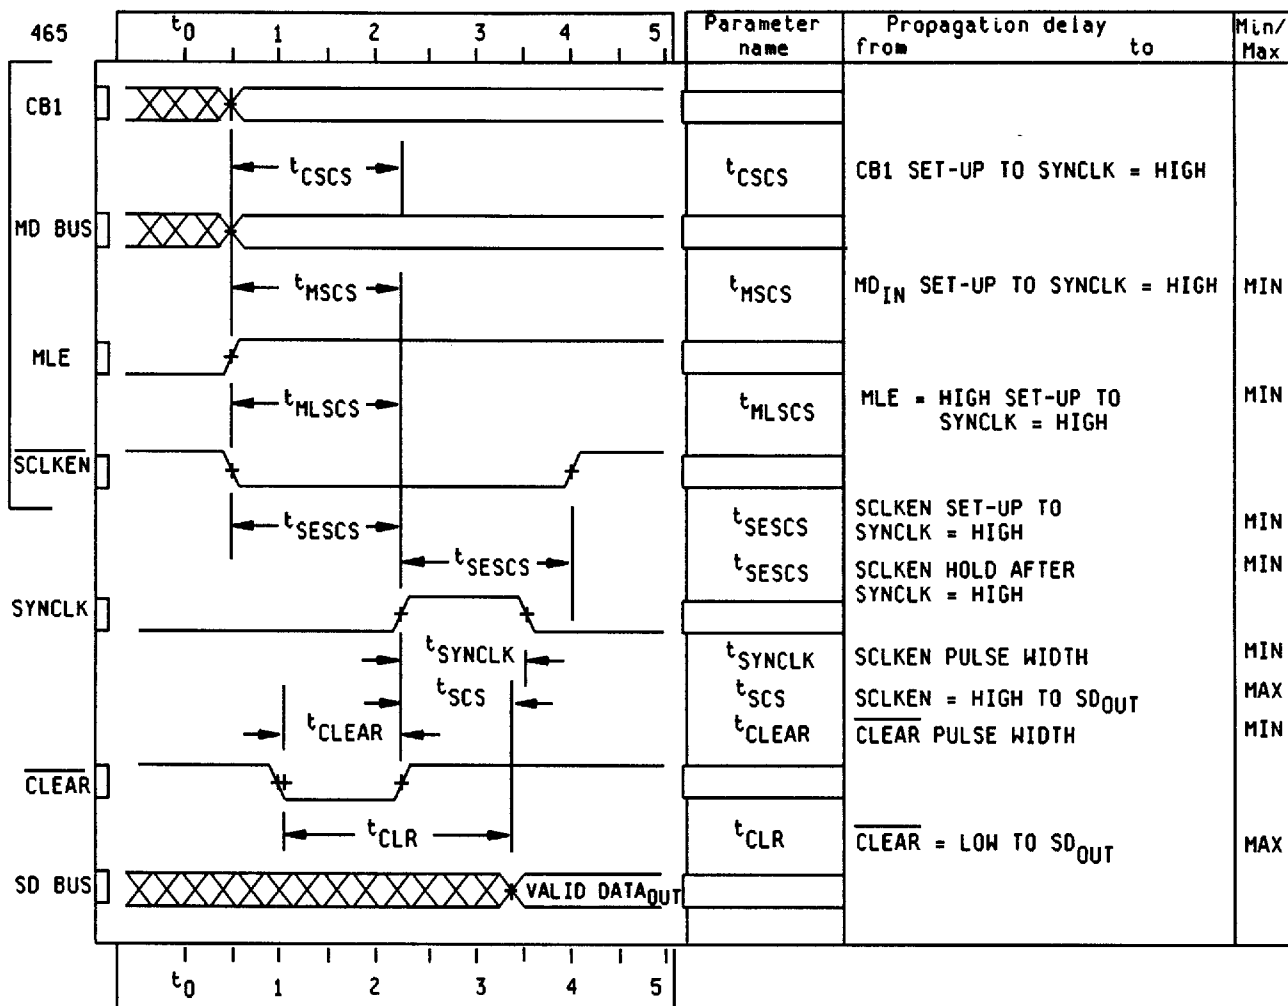 465 t0 1 2 3 4 5 Parameter name Propagation delay from to Min/ Max
CB1
tCSCS tCSCS CB1 SET-UP TO SYNCLK = HIGH
MD BUS
tMSCS tMSCS MDIN SET-UP TO SYNCLK = HIGH MIN
MLE
tMLSCS tMLSCS MLE = HIGH SET-UP TO SYNCLK = HIGH MIN
SCLKEN
tSESCS tSESCS SCLKEN SET-UP TO SYNCLK = HIGH MIN
tSESCS tSESCS SCLKEN HOLD AFTER SYNCLK = HIGH MIN
SYNCLK
tSYNCLK tSYNCLK SCLKEN PULSE WIDTH MIN
tSCS tSCS SCLKEN = HIGH TO SDOUT MAX
tCLEAR tCLEAR CLEAR PULSE WIDTH MIN
CLEAR
tCLR tCLR CLEAR = LOW TO SDOUT MAX
SD BUS VALID DATAOUT
t0 1 2 3 4 5